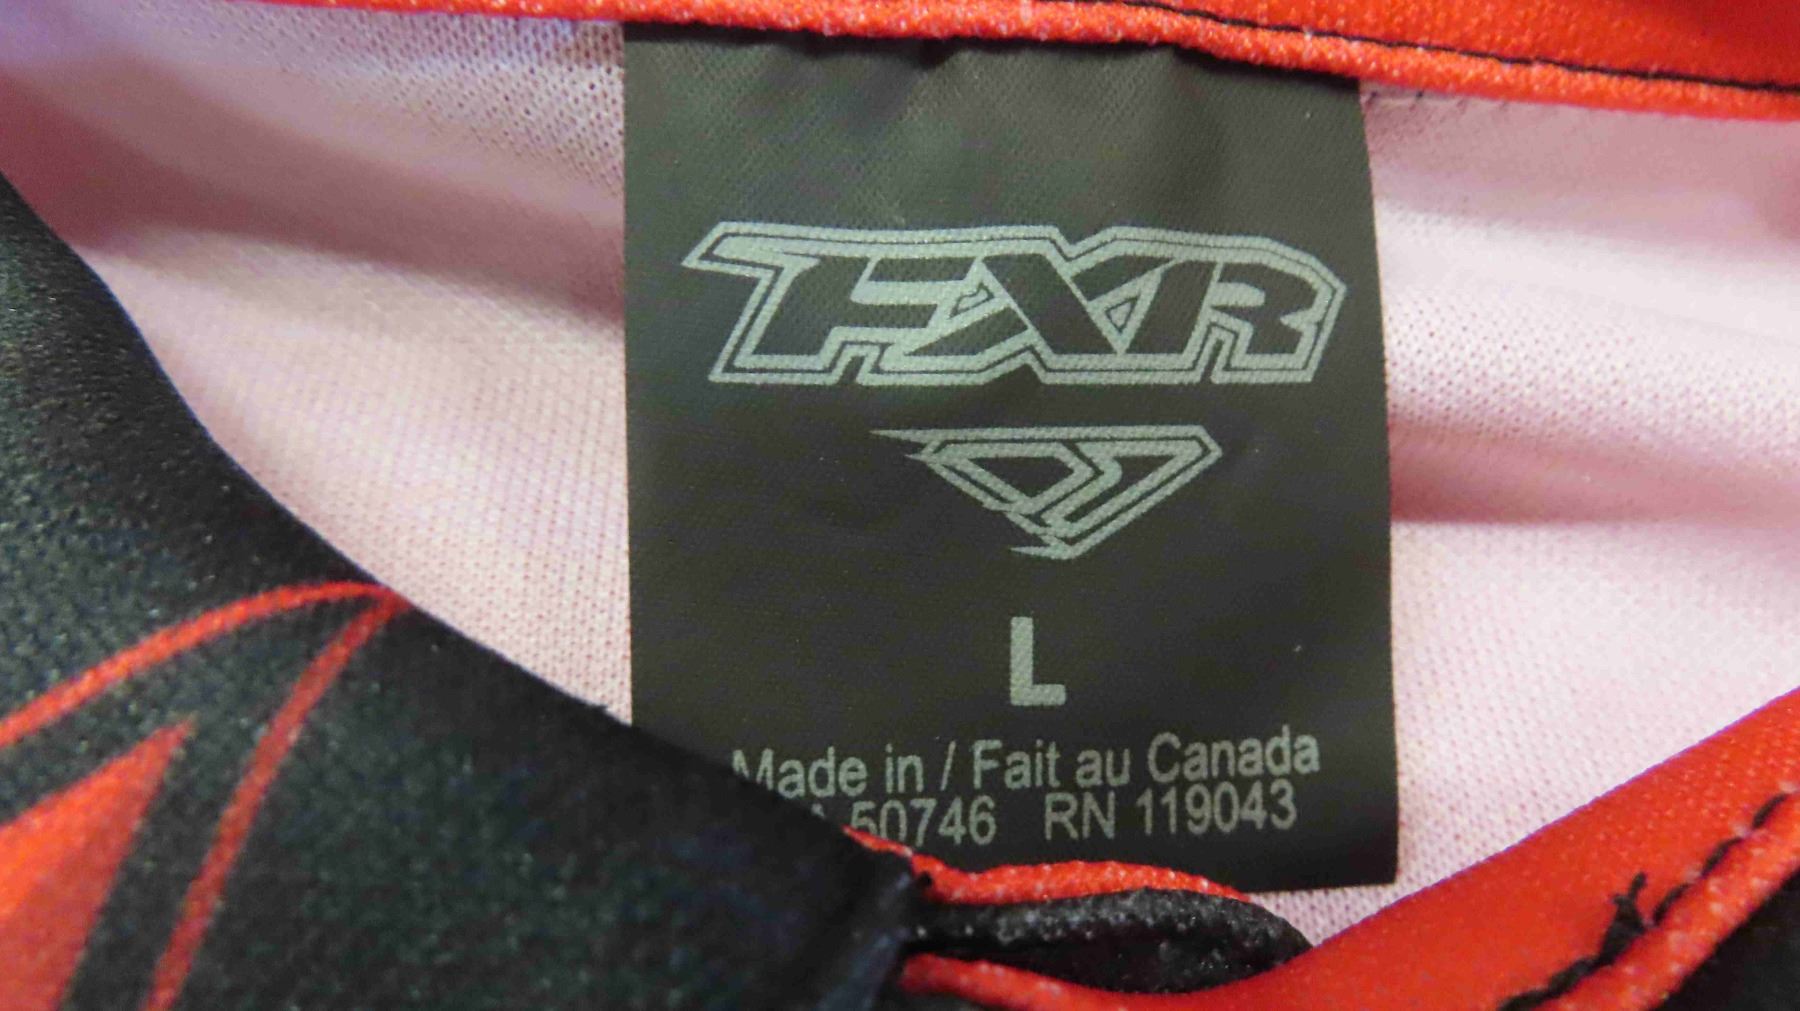 FXR
L
Made in / Fait au Canada
50746 RN 119043